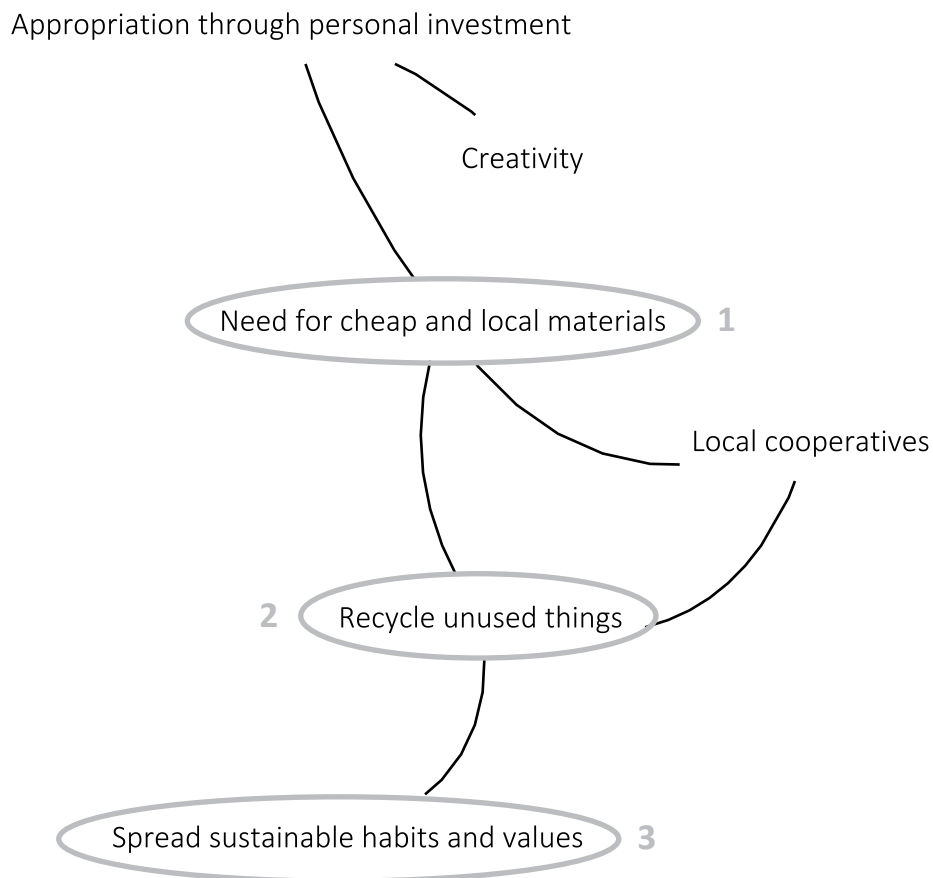 Appropriation through personal investment
Creativity
Need for cheap and local materials 1
Local cooperatives
2 Recycle unused things
Spread sustainable habits and values 3